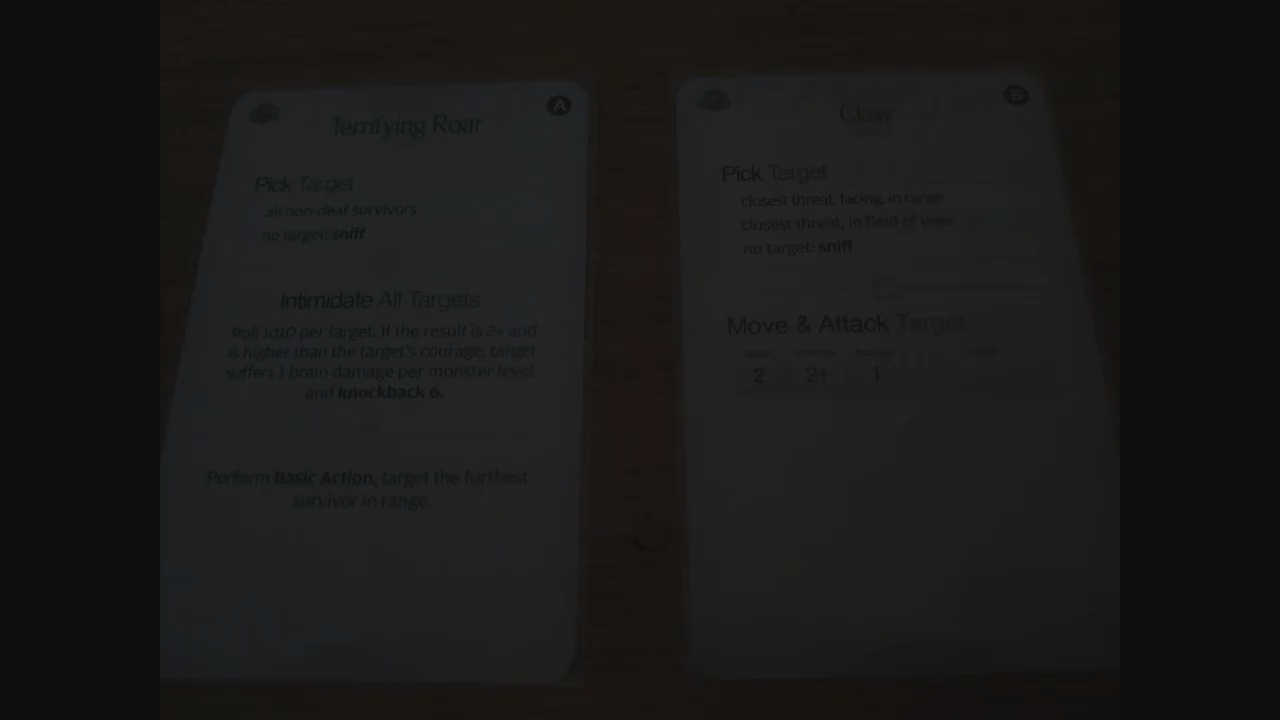 A
Terrifying Roar
Pick Target
all non-deaf survivors
no target: sniff
Intimidate All Targets
Roll 1d10 per target. If the result is 2+ and
is higher than the target's courage, target
suffers 1 brain damage per monster level
and knockback 6.
Perform Basic Action, target the furthest
survivor in range.
B
Claw
Pick Target
closest threat, facing, in range
closest threat, in field of view
no target: sniff
Move & Attack Target
2 2+ 1